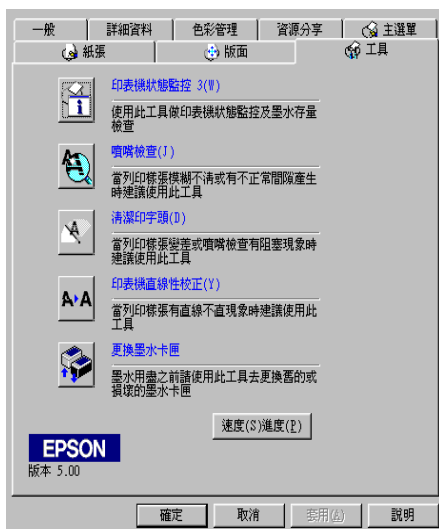 一般 詳細資料 色彩管理 資源分享 主選單
紙張 版面 工具
印表機狀態監控 3(W)
使用此工具做印表機狀態監控及墨水存量
檢查
噴嘴檢查(J)
當列印樣張模糊不清或有不正常間隙產生
時建議使用此工具
清潔印字頭(D)
當列印樣張變差或噴嘴檢查有阻塞現象時
建議使用此工具
印表機直線性校正(Y)
當列印樣張有直線不直現象時建議使用此
工具
更換墨水卡匣
墨水用盡之前請使用此工具去更換舊的或
損壞的墨水卡匣
速度(S)進度(P)
EPSON
版本 5.00
確定 取消 套用(A) 說明